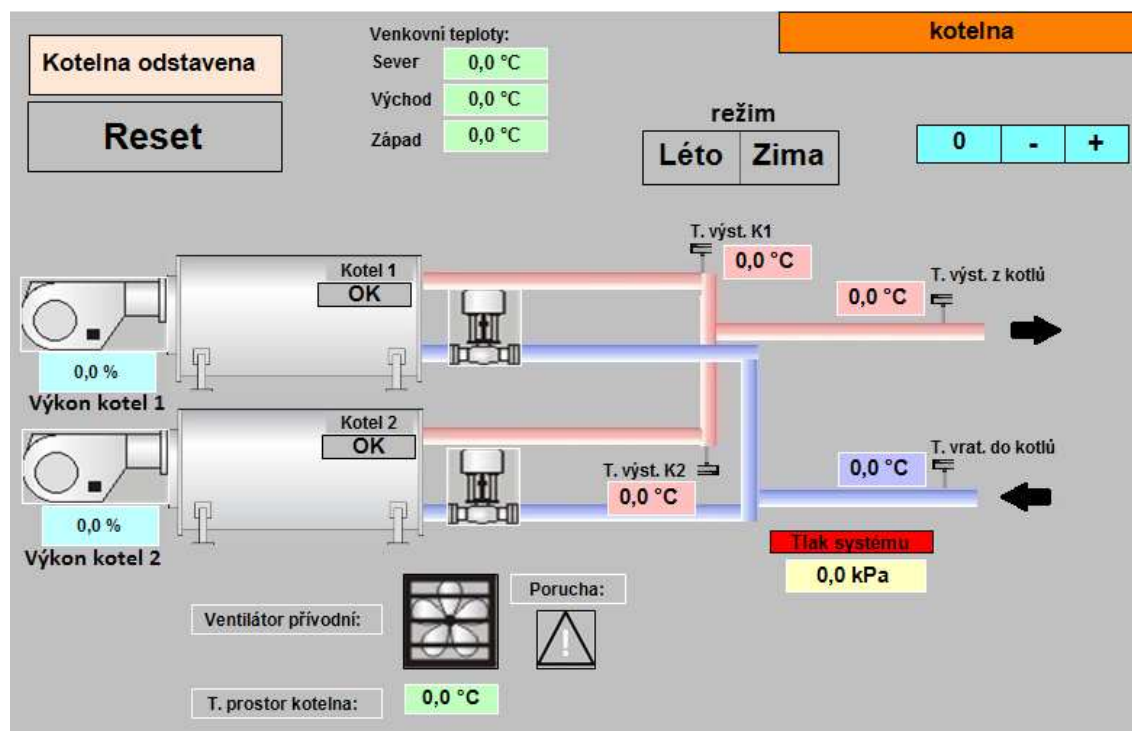 kotelna
Kotelna odstavena
Reset
Venkovní teploty:
Sever 0,0 °C
Východ 0,0 °C
Západ 0,0 °C
režim
Léto Zima
0 - +
T. výst. K1
0,0 °C
T. výst. z kotlů
0,0 °C
Kotel 1
OK
0,0 %
Výkon kotel 1
Kotel 2
OK
T. výst. K2
0,0 °C
T. vrat. do kotlů
0,0 °C
0,0 %
Výkon kotel 2
Tlak systému
0,0 kPa
Ventilátor přívodní:
Porucha:
!
T. prostor kotelna: 0,0 °C